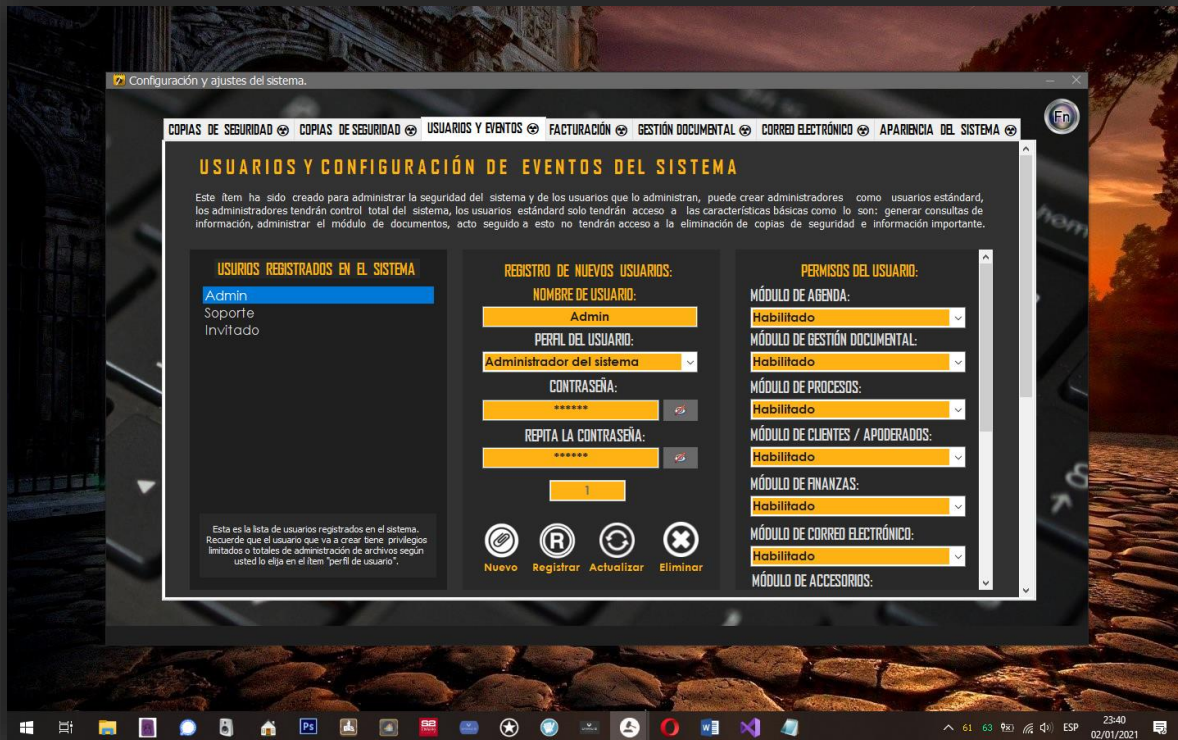 Configuración y ajustes del sistema.
Fn
COPIAS DE SEGURIDAD
COPIAS DE SEGURIDAD
USUARIOS Y EVENTOS
FACTURACIÓN
GESTIÓN DOCUMENTAL
CORREO ELECTRÓNICO
APARIENCIA DEL SISTEMA
USUARIOS Y CONFIGURACIÓN DE EVENTOS DEL SISTEMA
Este ítem ha sido creado para administrar la seguridad del sistema y de los usuarios que lo administran, puede crear administradores como usuarios estándard,
los administradores tendrán control total del sistema, los usuarios estándard solo tendrán acceso a las características básicas como lo son: generar consultas de
información, administrar el módulo de documentos, acto seguido a esto no tendrán acceso a la eliminación de copias de seguridad e información importante.
USURIOS REGISTRADOS EN EL SISTEMA
Admin
Soporte
Invitado
Esta es la lista de usuarios registrados en el sistema.
Recuerde que el usuario que va a crear tiene privilegios
limitados o totales de administración de archivos según
usted lo elija en el ítem "perfil de usuario".
REGISTRO DE NUEVOS USUARIOS:
NOMBRE DE USUARIO:
Admin
PERFIL DEL USUARIO:
Administrador del sistema
CONTRASEÑA:
******
REPITA LA CONTRASEÑA:
******
1
R
Nuevo
Registrar
Actualizar
Eliminar
PERMISOS DEL USUARIO:
MÓDULO DE AGENDA:
Habilitado
MÓDULO DE GESTIÓN DOCUMENTAL:
Habilitado
MÓDULO DE PROCESOS:
Habilitado
MÓDULO DE CLIENTES / APODERADOS:
Habilitado
MÓDULO DE FINANZAS:
Habilitado
MÓDULO DE CORREO ELECTRÓNICO:
Habilitado
MÓDULO DE ACCESORIOS:
Ps
61 63
ESP
23:40
02/01/2021